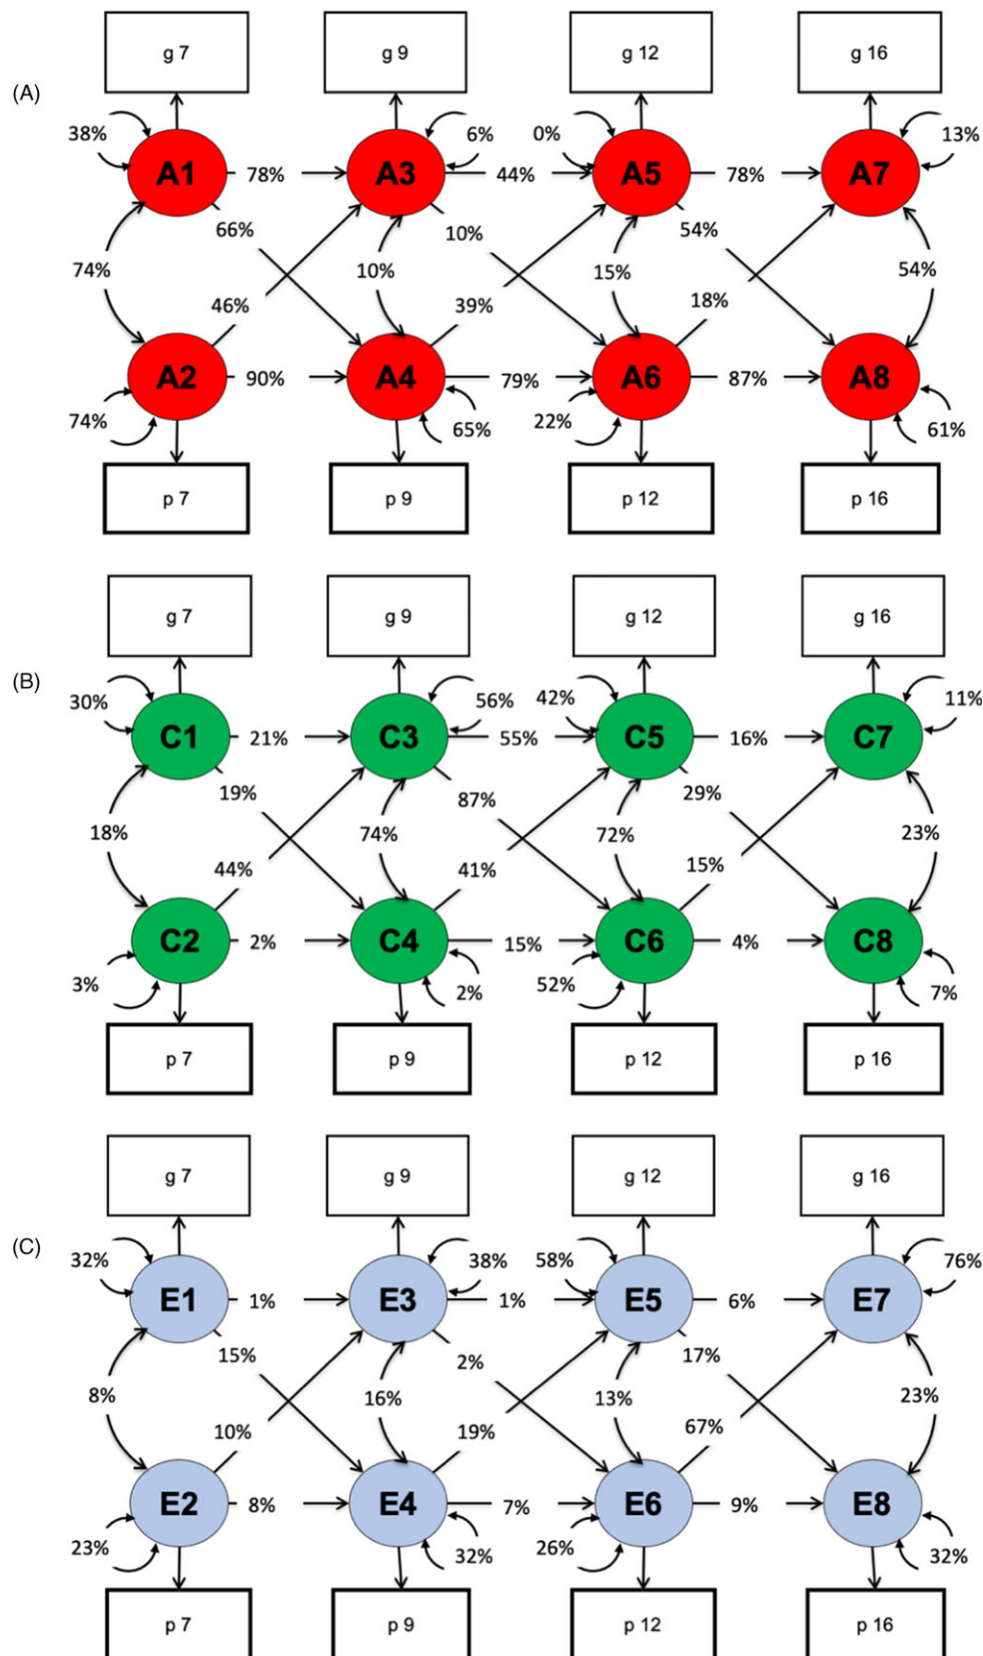 (A)
g 7
g 9
g 12
g 16
38%
6%
0%
13%
A1
78%
A3
44%
A5
78%
A7
66%
10%
54%
74%
10%
15%
54%
46%
39%
18%
A2
90%
A4
79%
A6
87%
A8
74%
65%
22%
61%
p 7
p 9
p 12
p 16
(B)
g 7
g 9
g 12
g 16
30%
56%
42%
11%
C1
21%
C3
55%
C5
16%
C7
19%
87%
29%
18%
74%
72%
23%
44%
41%
15%
C2
2%
C4
15%
C6
4%
C8
3%
2%
52%
7%
p 7
p 9
p 12
p 16
(C)
g 7
g 9
g 12
g 16
32%
38%
58%
76%
E1
1%
E3
1%
E5
6%
E7
15%
2%
17%
8%
16%
13%
23%
10%
19%
67%
E2
8%
E4
7%
E6
9%
E8
23%
32%
26%
32%
p 7
p 9
p 12
p 16